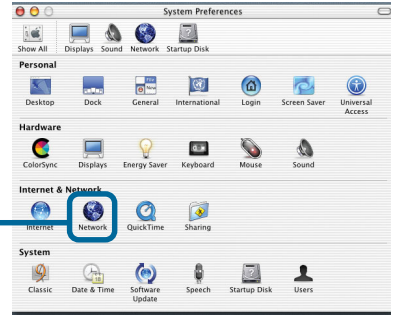 System Preferences
Show All Displays Sound Network Startup Disk
Personal
Desktop Dock General International Login Screen Saver Universal Access
Hardware
ColorSync Displays Energy Saver Keyboard Mouse Sound
Internet & Network
Internet Network QuickTime Sharing
System
Classic Date & Time Software Update Speech Startup Disk Users